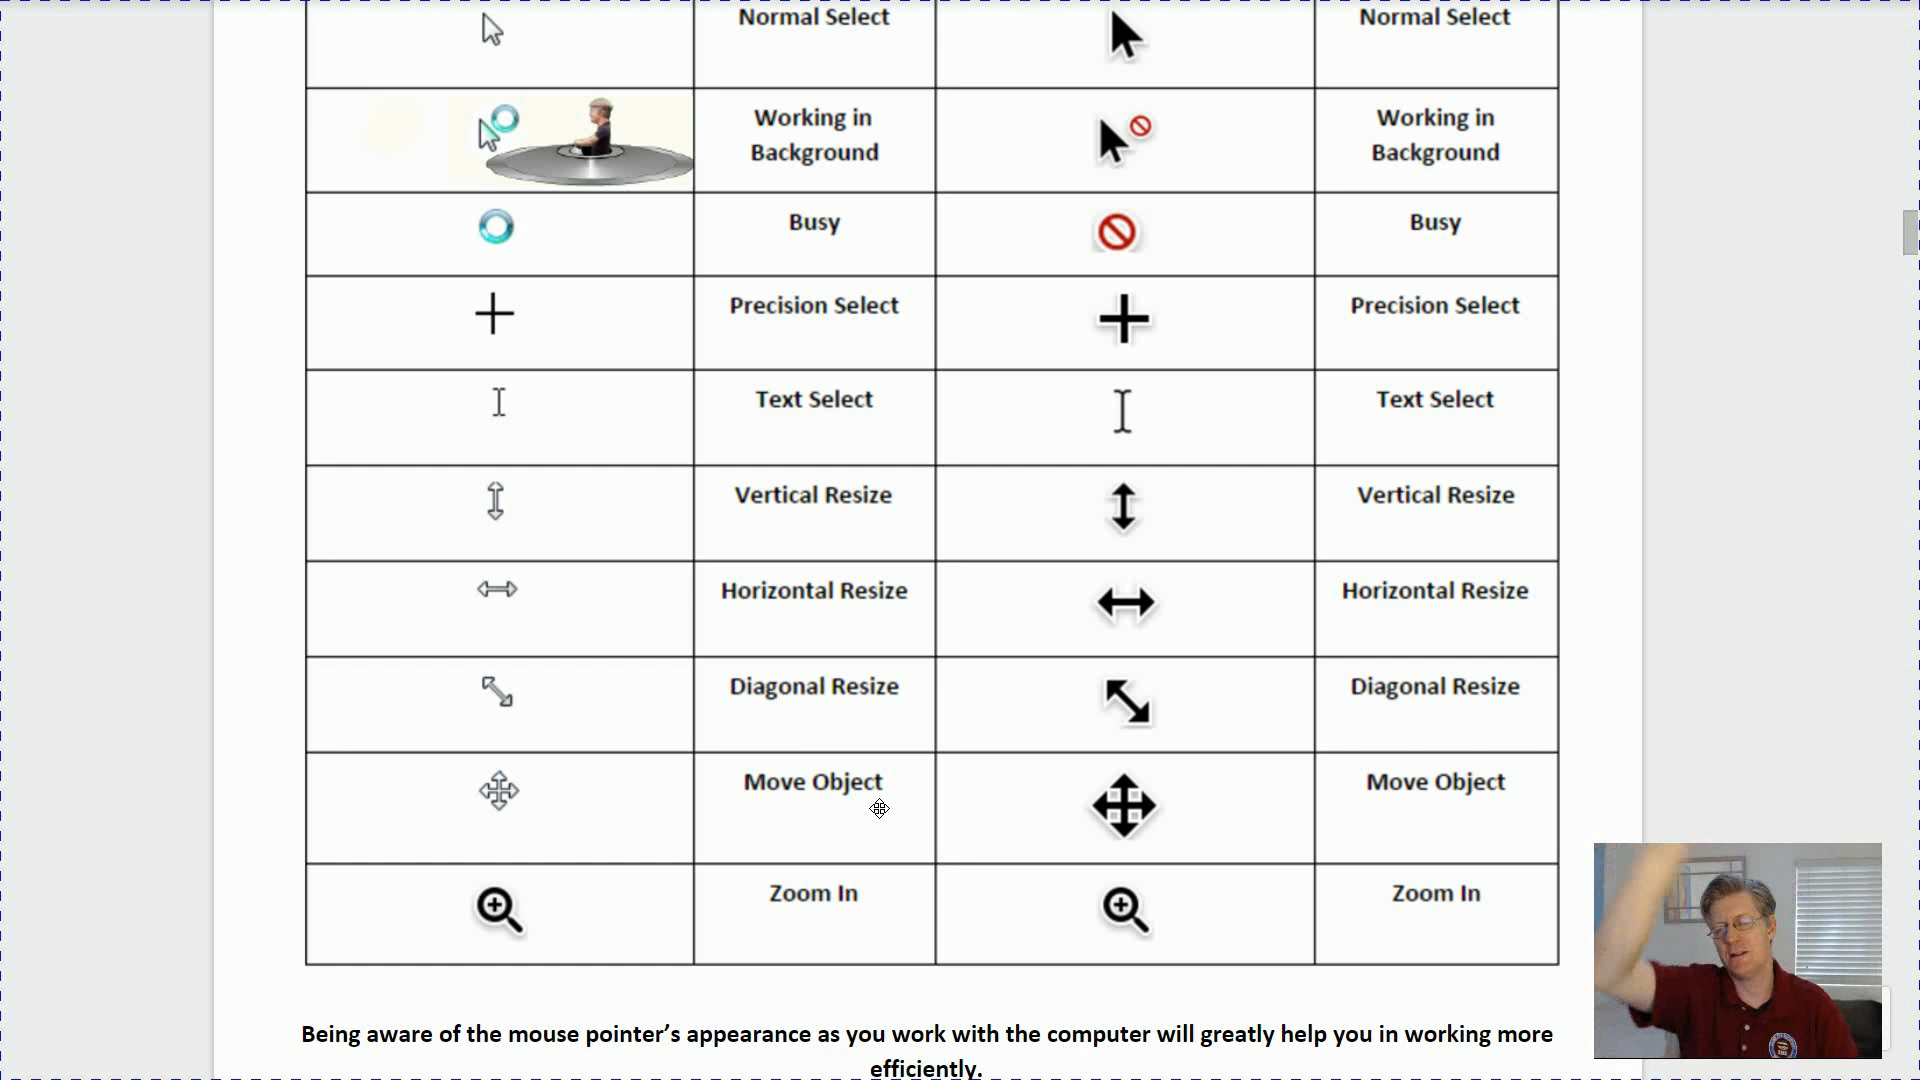 Normal Select
Normal Select
Working in
Background
Working in
Background
Busy
Busy
Precision Select
Precision Select
Text Select
Text Select
Vertical Resize
Vertical Resize
Horizontal Resize
Horizontal Resize
Diagonal Resize
Diagonal Resize
Move Object
Move Object
Zoom In
Zoom In
Being aware of the mouse pointer’s appearance as you work with the computer will greatly help you in working more
efficiently.